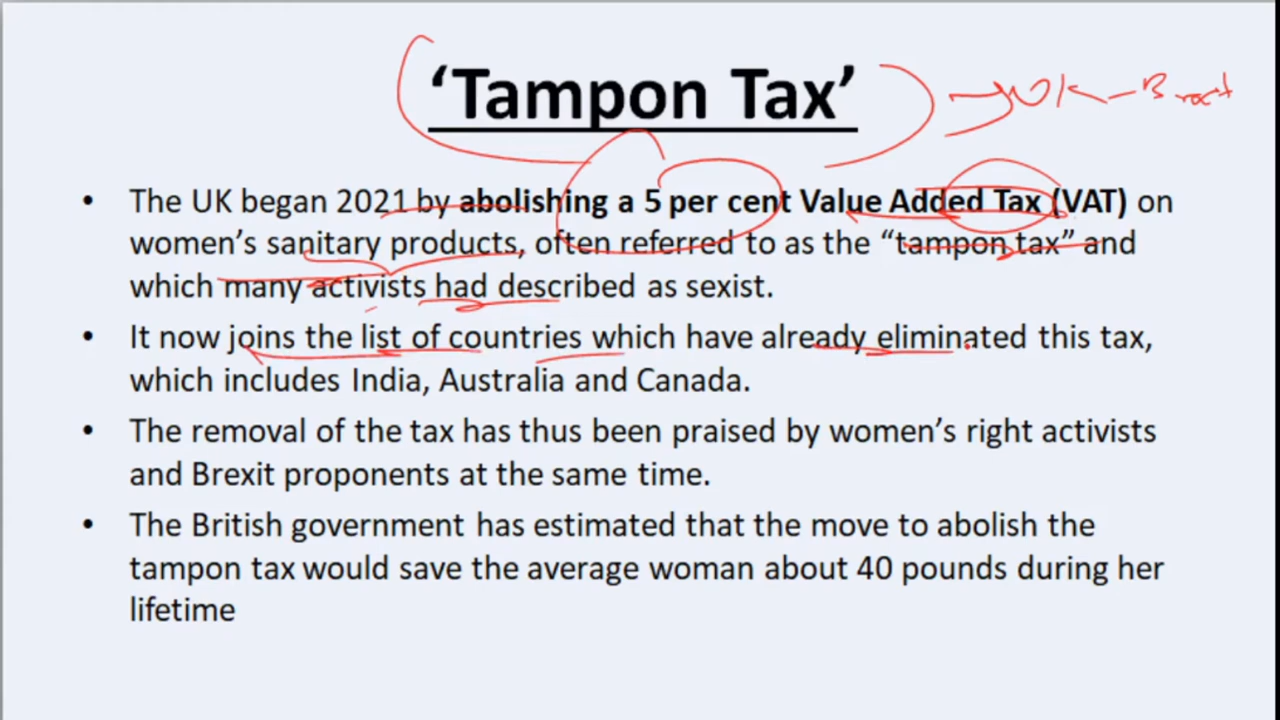 ‘Tampon Tax’
UK - Brexit
• The UK began 2021 by abolishing a 5 per cent Value Added Tax (VAT) on
women’s sanitary products, often referred to as the “tampon tax” and
which many activists had described as sexist.
• It now joins the list of countries which have already eliminated this tax,
which includes India, Australia and Canada.
• The removal of the tax has thus been praised by women’s right activists
and Brexit proponents at the same time.
• The British government has estimated that the move to abolish the
tampon tax would save the average woman about 40 pounds during her
lifetime